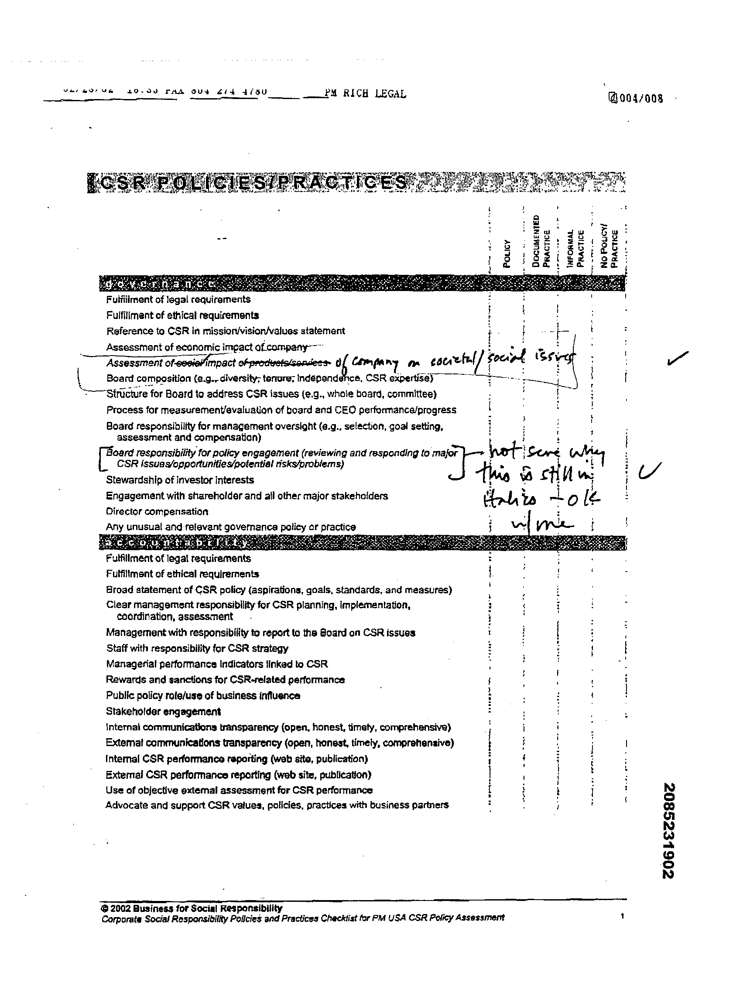 16:33 FAX 804 274 4780 PM RICH LEGAL 004/008
CSR POLICIES/PRACTICES
POLICY
DOCUMENTED
PRACTICE
INFORMAL
PRACTICE
NO POLICY/
PRACTICE
governance
Fulfillment of legal requirements
Fulfillment of ethical requirements
Reference to CSR in mission/vision/values statement
Assessment of economic impact of company
Assessment of social impact of products/services of company on societal/social issues
Board composition (e.g., diversity, tenure, independence, CSR expertise)
Structure for Board to address CSR issues (e.g., whole board, committee)
Process for measurement/evaluation of board and CEO performance/progress
Board responsibility for management oversight (e.g., selection, goal setting,
assessment and compensation)
Board responsibility for policy engagement (reviewing and responding to major
CSR issues/opportunities/potential risks/problems)
not sure why
this is still in
italics - ok
w/me
Stewardship of investor interests
Engagement with shareholder and all other major stakeholders
Director compensation
Any unusual and relevant governance policy or practice
accountability
Fulfillment of legal requirements
Fulfillment of ethical requirements
Broad statement of CSR policy (aspirations, goals, standards, and measures)
Clear management responsibility for CSR planning, implementation,
coordination, assessment
Management with responsibility to report to the Board on CSR issues
Staff with responsibility for CSR strategy
Managerial performance indicators linked to CSR
Rewards and sanctions for CSR-related performance
Public policy role/use of business influence
Stakeholder engagement
Internal communications transparency (open, honest, timely, comprehensive)
External communications transparency (open, honest, timely, comprehensive)
Internal CSR performance reporting (web site, publication)
External CSR performance reporting (web site, publication)
Use of objective external assessment for CSR performance
Advocate and support CSR values, policies, practices with business partners
2085231902
© 2002 Business for Social Responsibility
Corporate Social Responsibility Policies and Practices Checklist for PM USA CSR Policy Assessment 1